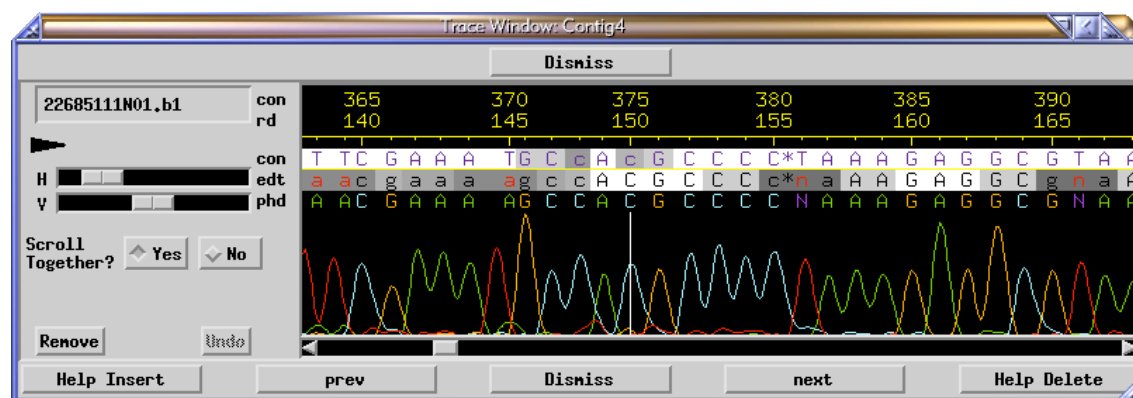 Trace Window: Contig4
Dismiss
22685111N01.b1
con 365 370 375 380 385 390
rd 140 145 150 155 160 165
con T T C G A A A T G C c A c G C C C C * T A A A G A G G C G T A A
edt a a c g a a a a g c c A C G C C C c * n a A A G A G G C g n a A
phd A A C G A A A A G C C A C G C C C C N A A A G A G G C G N A A
H
V
Scroll Together? Yes No
Remove Undo
Help Insert prev Dismiss next Help Delete